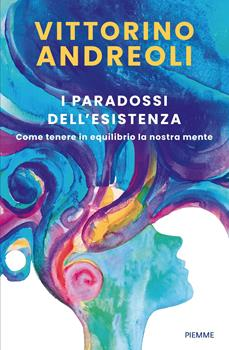 VITTORINO
ANDREOLI
I PARADOSSI
DELL'ESISTENZA
Come tenere in equilibrio la nostra mente
PIEMME